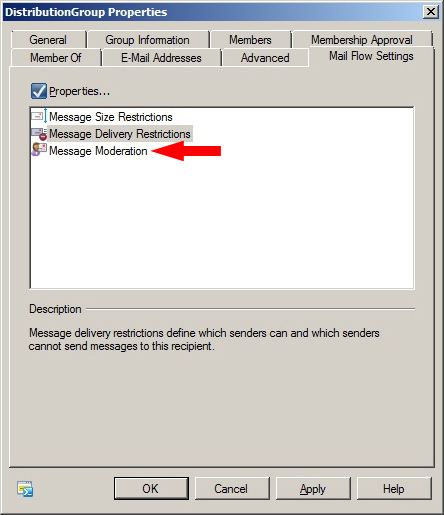 DistributionGroup Properties
General
Group Information
Members
Membership Approval
Member Of
E-Mail Addresses
Advanced
Mail Flow Settings
Properties...
Message Size Restrictions
Message Delivery Restrictions
Message Moderation
Description
Message delivery restrictions define which senders can and which senders
cannot send messages to this recipient.
OK
Cancel
Apply
Help